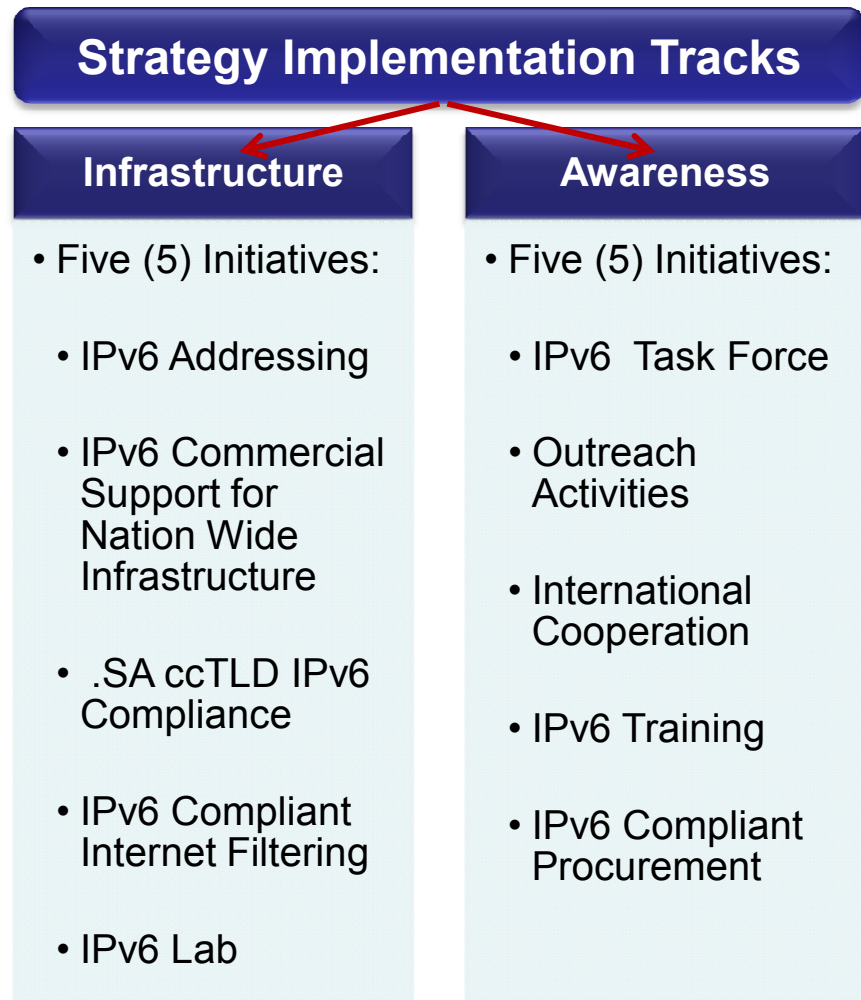 Strategy Implementation Tracks
Infrastructure
• Five (5) Initiatives:
• IPv6 Addressing
• IPv6 Commercial
Support for
Nation Wide
Infrastructure
• .SA ccTLD IPv6
Compliance
• IPv6 Compliant
Internet Filtering
• IPv6 Lab
Awareness
• Five (5) Initiatives:
• IPv6 Task Force
• Outreach
Activities
• International
Cooperation
• IPv6 Training
• IPv6 Compliant
Procurement